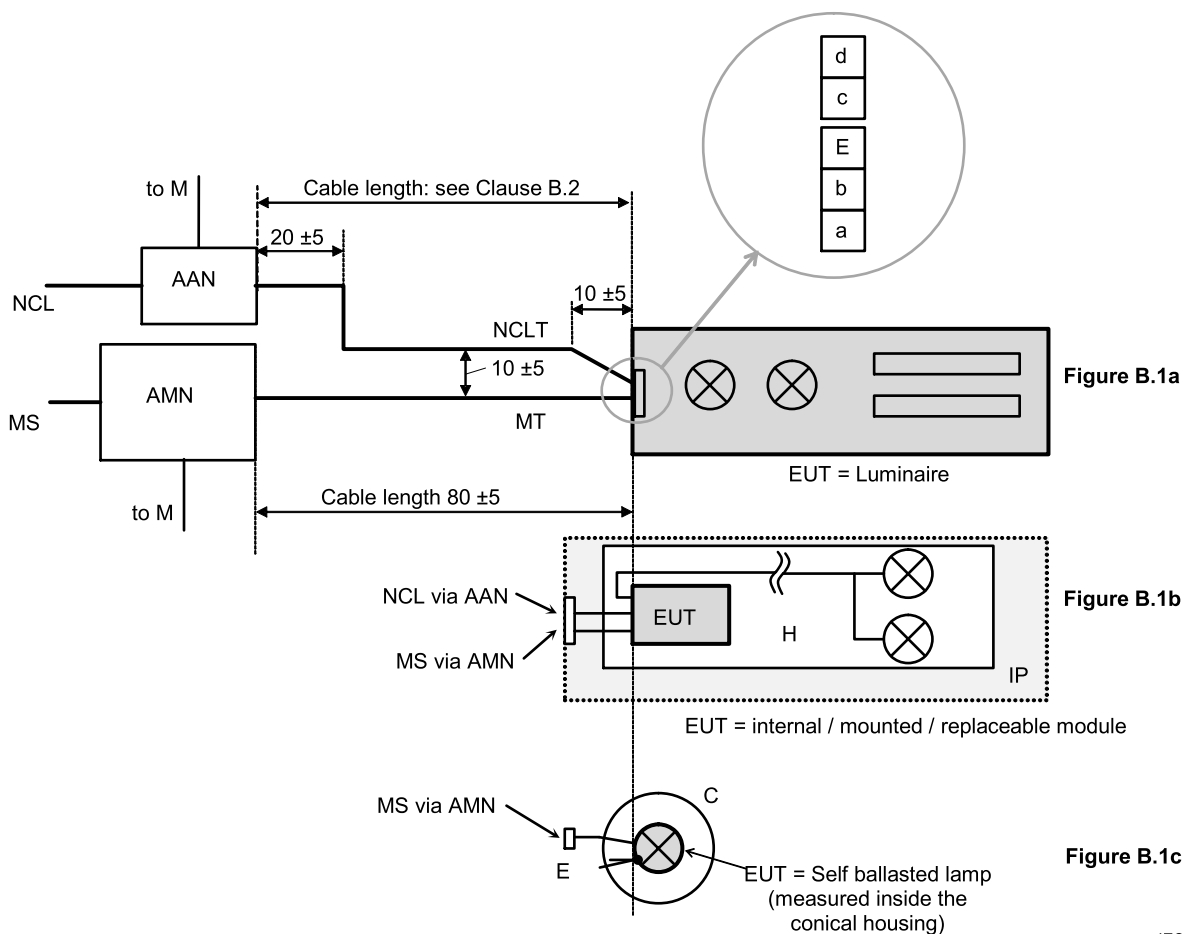 d
c
E
b
a
to M
Cable length: see Clause B.2
20 ±5
AAN
10 ±5
NCL
NCLT
10 ±5
AMN
Figure B.1a
MS
MT
EUT = Luminaire
Cable length 80 ±5
to M
NCL via AAN
Figure B.1b
EUT
H
MS via AMN
IP
EUT = internal / mounted / replaceable module
C
MS via AMN
Figure B.1c
E
EUT = Self ballasted lamp
(measured inside the
conical housing)